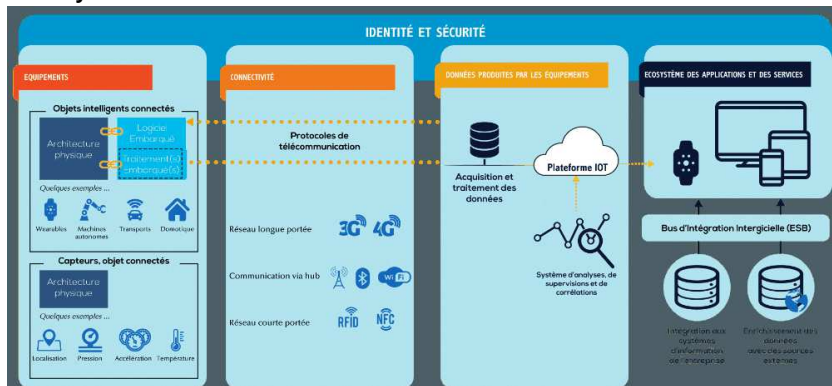 IDENTITÉ ET SÉCURITÉ
EQUIPEMENTS
Objets intelligents connectés
Architecture
physique
Logiciel
Embarqué
Traitement(s)
Embarqué(s)
Quelques exemples ...
Wearables
Machines
autonomes
Transports
Domotique
Capteurs, objet connectés
Architecture
physique
Quelques exemples ...
Localisation
Pression
Accélération
Température
CONNECTIVITÉ
Protocoles de
télécommunication
Réseau longue portée
3G
4G
Communication via hub
Wi Fi
Réseau courte portée
RFID
NFC
DONNÉES PRODUITES PAR LES ÉQUIPEMENTS
Acquisition et
traitement des
données
Plateforme IOT
Système d'analyses, de
supervisions et de
corrélations
ECOSYSTÈME DES APPLICATIONS ET DES SERVICES
Bus d'Intégration Intergicielle (ESB)
Intégration aux
systèmes
d'information
de l'entreprise
Enrichissement des
données
avec des sources
externes